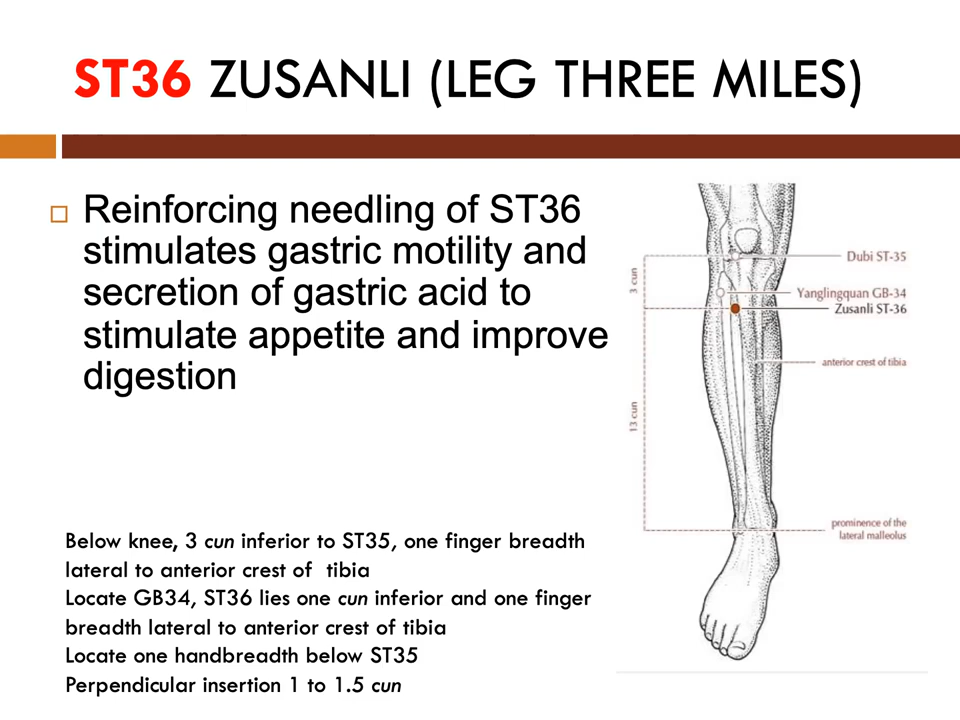 ST36 ZUSANLI (LEG THREE MILES)
Reinforcing needling of ST36
stimulates gastric motility and
secretion of gastric acid to
stimulate appetite and improve
digestion
Dubi ST-35
3 cun
Yanglingquan GB-34
Zusanli ST-36
anterior crest of tibia
13 cun
prominence of the
lateral malleolus
Below knee, 3 cun inferior to ST35, one finger breadth
lateral to anterior crest of tibia
Locate GB34, ST36 lies one cun inferior and one finger
breadth lateral to anterior crest of tibia
Locate one handbreadth below ST35
Perpendicular insertion 1 to 1.5 cun